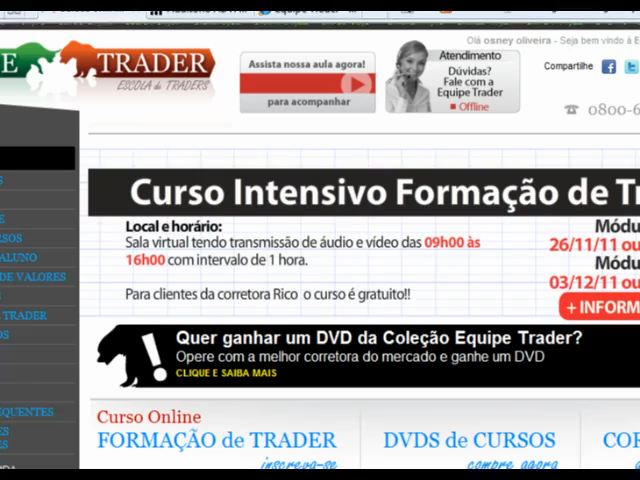 Olá osney oliveira - Seja bem vindo à E
E TRADER
ESCOLA de TRADERS
Assista nossa aula agora!
para acompanhar
Atendimento
Dúvidas?
Fale com a
Equipe Trader
Offline
Compartilhe
0800-6
Curso Intensivo Formação de T
Local e horário:
Sala virtual tendo transmissão de áudio e vídeo das 09h00 às
16h00 com intervalo de 1 hora.
Para clientes da corretora Rico o curso é gratuito!!
Módu
26/11/11 ou
Módu
03/12/11 ou
+ INFORM
Quer ganhar um DVD da Coleção Equipe Trader?
Opere com a melhor corretora do mercado e ganhe um DVD
CLIQUE E SAIBA MAIS
S
E
RSOS
ALUNO
DE VALORES
TRADER
OS
EQUENTES
ES
ES
Curso Online
FORMAÇÃO de TRADER
inscreva-se
DVDS de CURSOS
compre agora
COR